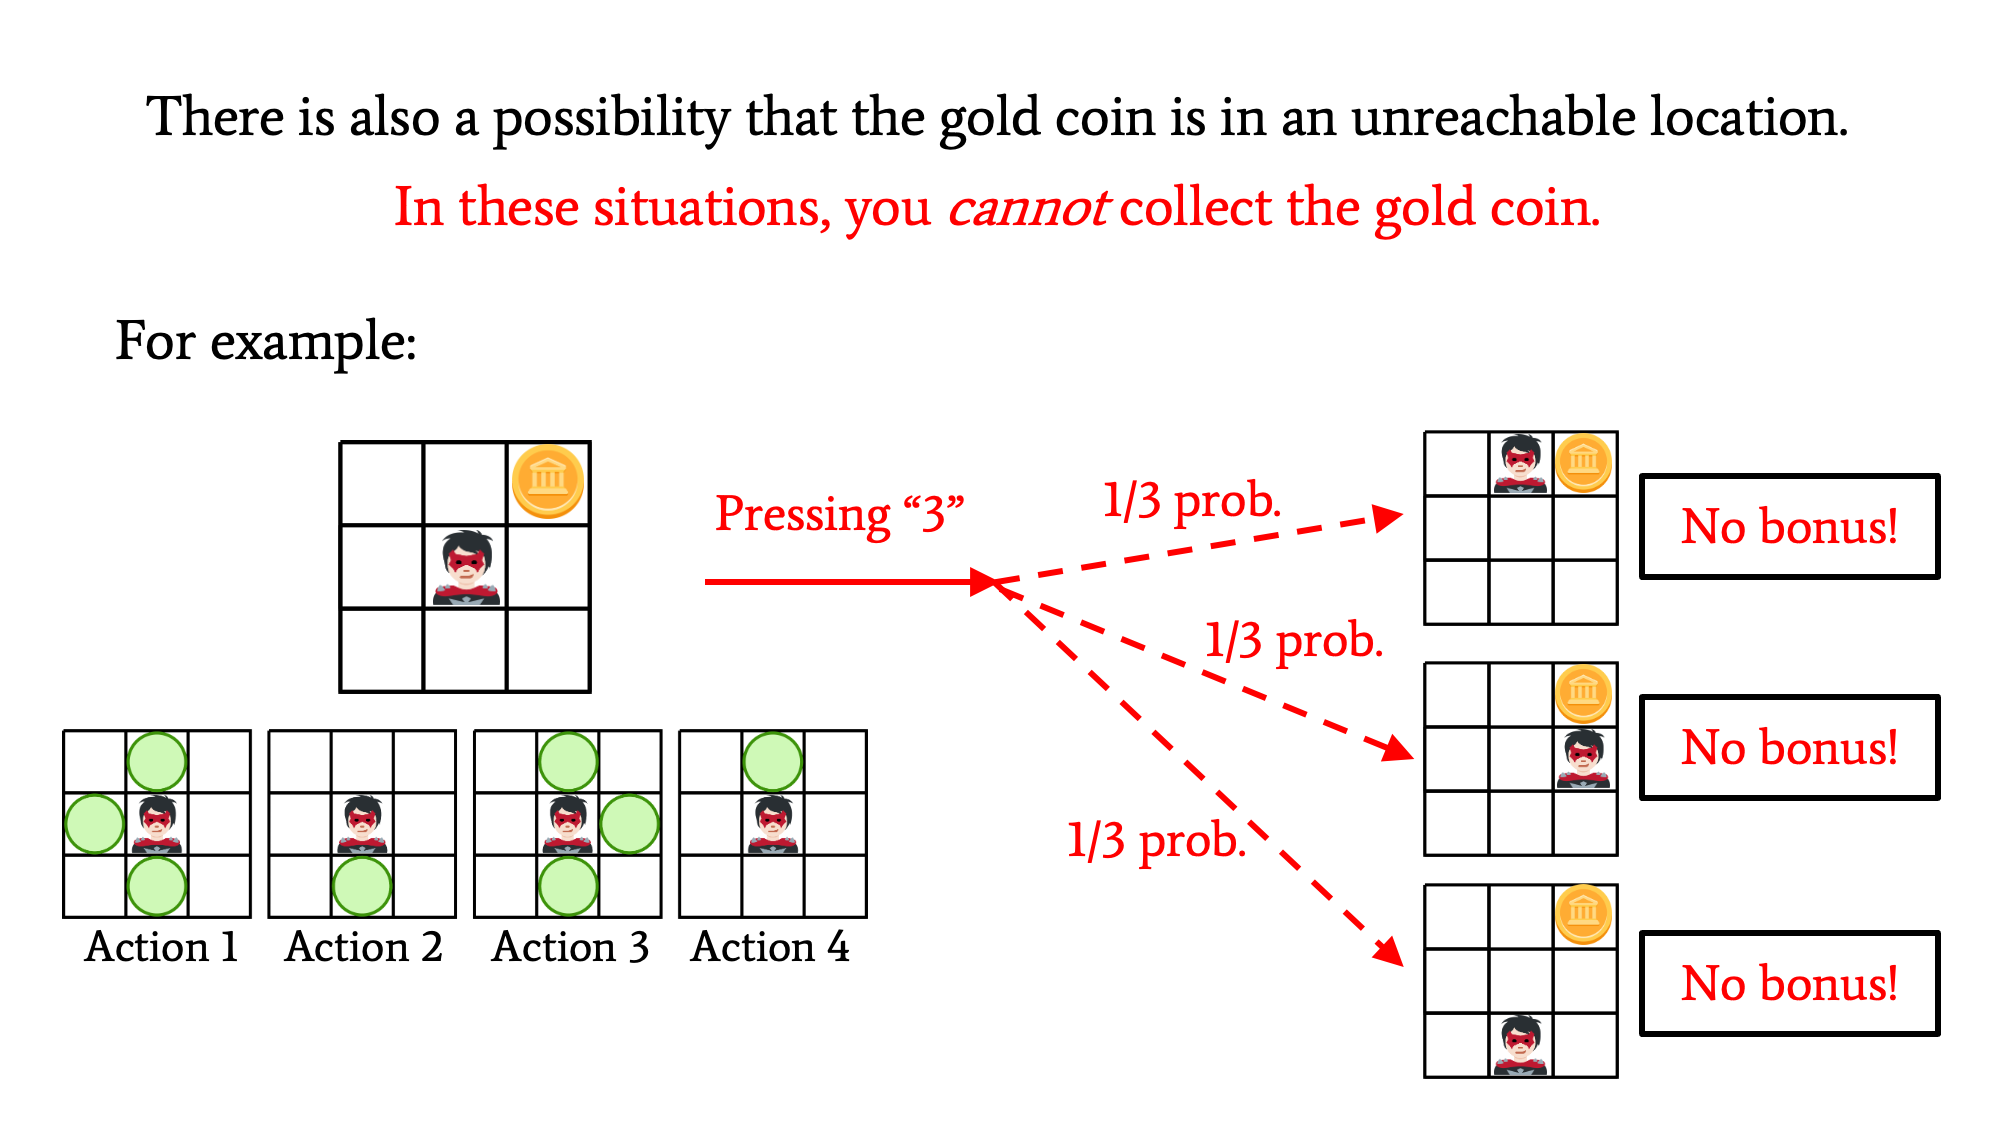 There is also a possibility that the gold coin is in an unreachable location.
In these situations, you cannot collect the gold coin.
For example:
Pressing “3”
1/3 prob.
No bonus!
1/3 prob.
No bonus!
1/3 prob.
No bonus!
Action 1
Action 2
Action 3
Action 4